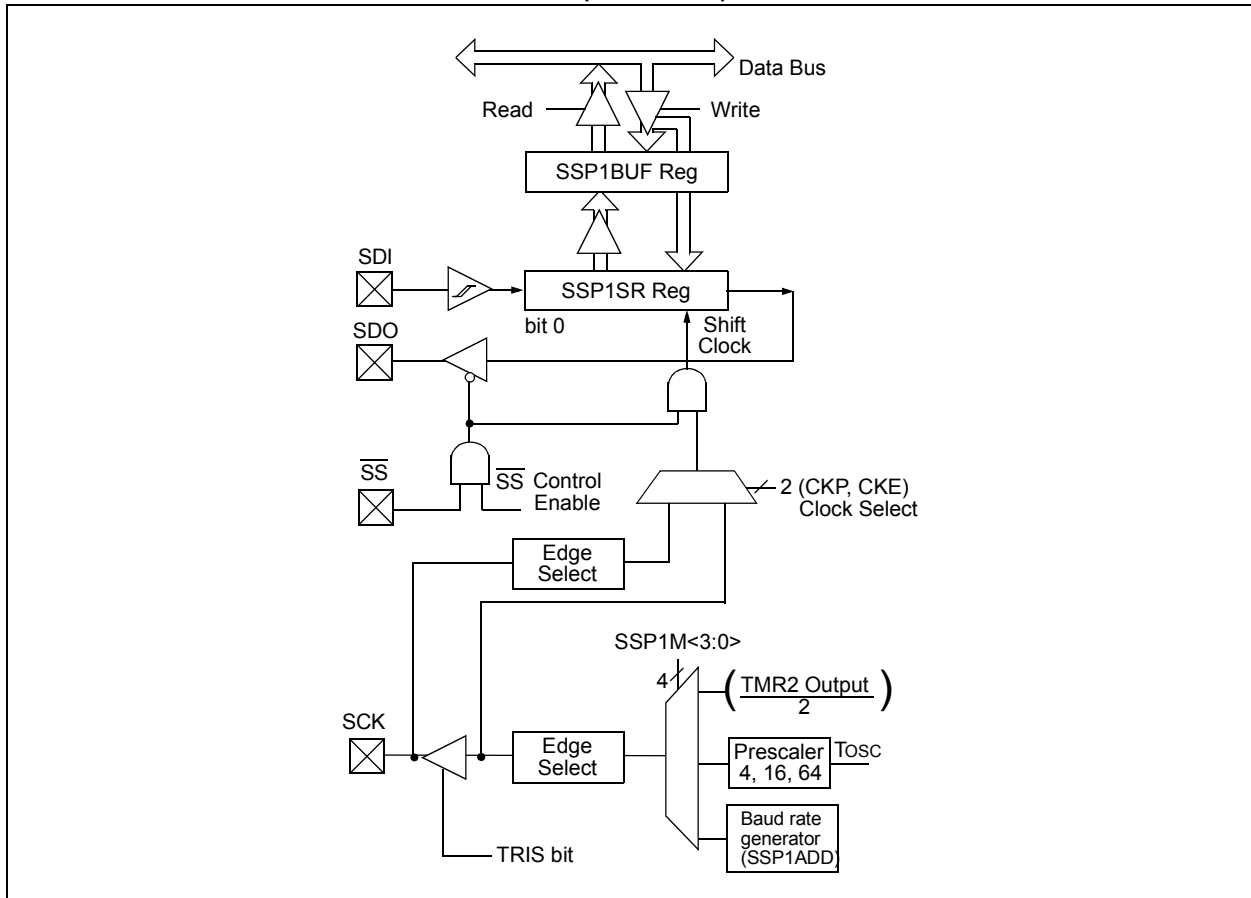 Data Bus
Read
Write
SSP1BUF Reg
SDI
SSP1SR Reg
bit 0
Shift
Clock
SDO
SS
SS Control
Enable
2 (CKP, CKE)
Clock Select
Edge
Select
SSP1M<3:0>
4
(TMR2 Output)
2
SCK
Edge
Select
Prescaler
4, 16, 64
TOSC
Baud rate
generator
(SSP1ADD)
TRIS bit